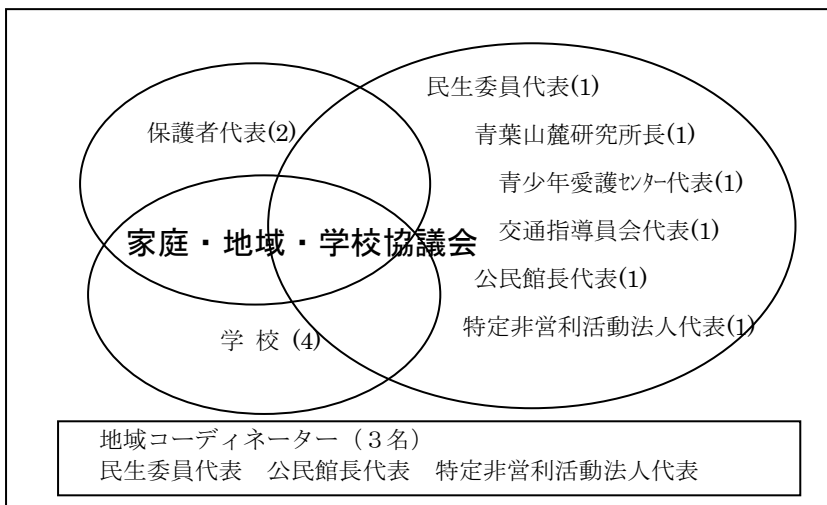 民生委員代表(1)
保護者代表(2)
青葉山麓研究所長(1)
青少年愛護ｾﾝﾀｰ代表(1)
交通指導員会代表(1)
家庭・地域・学校協議会
公民館長代表(1)
特定非営利活動法人代表(1)
学 校 (4)
地域コーディネーター（３名）
民生委員代表　公民館長代表　特定非営利活動法人代表